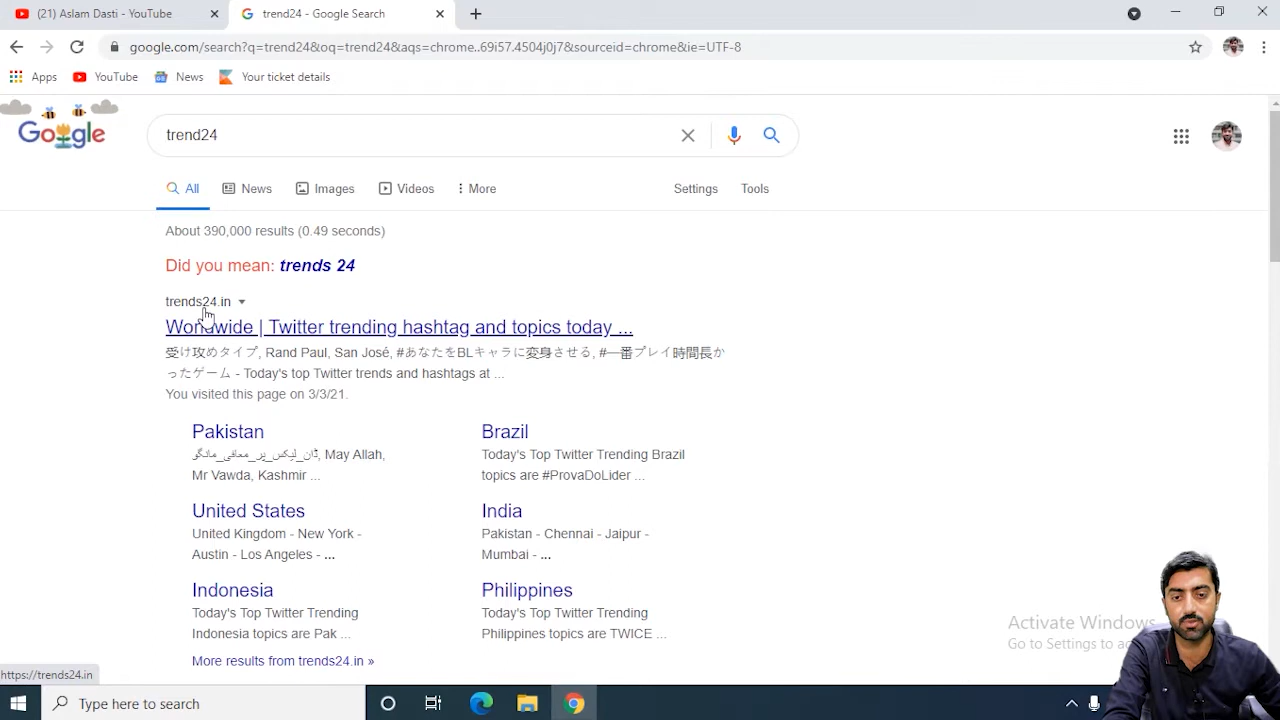 (21) Aslam Dasti - YouTube
trend24 - Google Search
google.com/search?q=trend24&oq=trend24&aqs=chrome..69i57.4504j0j7&sourceid=chrome&ie=UTF-8
Apps YouTube News Your ticket details
Google
trend24
All News Images Videos More Settings Tools
About 390,000 results (0.49 seconds)
Did you mean: trends 24
trends24.in
Worldwide | Twitter trending hashtag and topics today ...
受け攻めタイプ, Rand Paul, San José, #あなたをBLキャラに変身させる, #一番プレイ時間長か
ったゲーム - Today's top Twitter trends and hashtags at ...
You visited this page on 3/3/21.
Pakistan
ڈان_لیکس_پر_معافی_مانگو, May Allah,
Mr Vawda, Kashmir ...
Brazil
Today's Top Twitter Trending Brazil
topics are #ProvaDoLider ...
United States
United Kingdom - New York -
Austin - Los Angeles - ...
India
Pakistan - Chennai - Jaipur -
Mumbai - ...
Indonesia
Today's Top Twitter Trending
Indonesia topics are Pak ...
Philippines
Today's Top Twitter Trending
Philippines topics are TWICE ...
More results from trends24.in »
Activate Windows
Go to Settings to
https://trends24.in
Type here to search